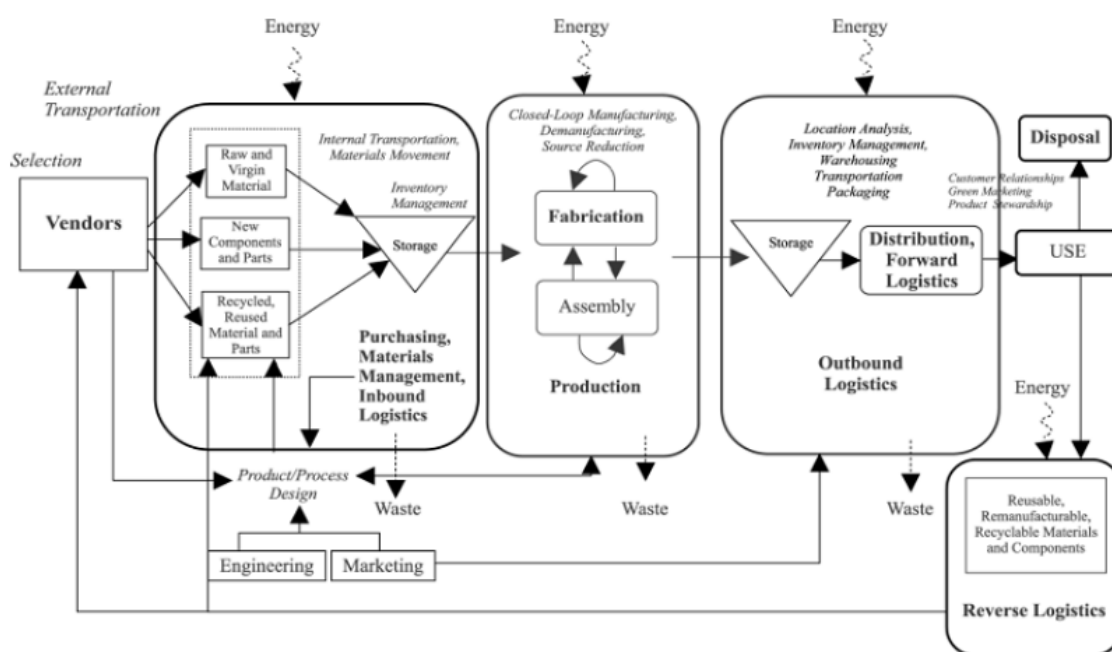 Energy
Energy
Energy
External
Transportation
Selection
Vendors
Raw and
Virgin
Material
New
Components
and Parts
Recycled,
Reused
Material and
Parts
Internal Transportation,
Materials Movement
Inventory
Management
Storage
Purchasing,
Materials
Management,
Inbound
Logistics
Closed-Loop Manufacturing,
Demanufacturing,
Source Reduction
Fabrication
Assembly
Production
Location Analysis,
Inventory Management,
Warehousing
Transportation
Packaging
Storage
Distribution,
Forward
Logistics
Outbound
Logistics
Customer Relationships
Green Marketing
Product Stewardship
Disposal
USE
Energy
Product/Process
Design
Waste
Waste
Waste
Engineering
Marketing
Reusable,
Remanufacturable,
Recyclable Materials
and Components
Reverse Logistics